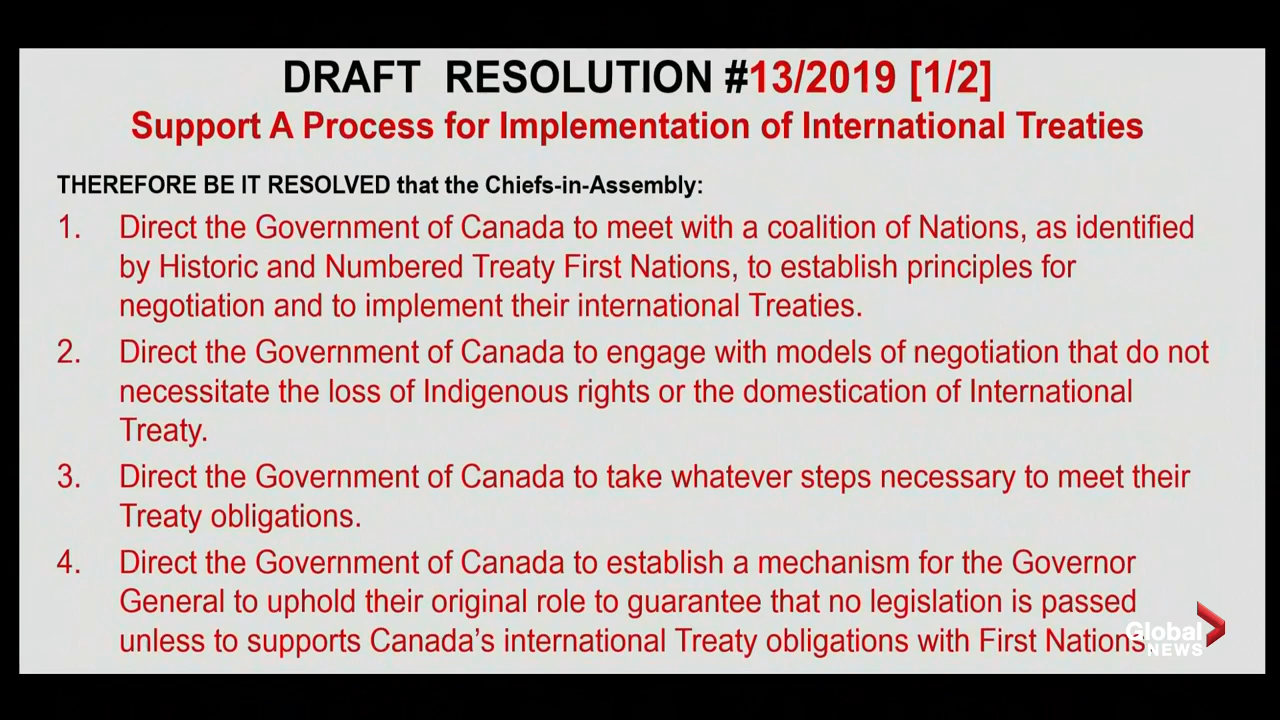 DRAFT RESOLUTION #13/2019 [1/2]
Support A Process for Implementation of International Treaties
THEREFORE BE IT RESOLVED that the Chiefs-in-Assembly:
1. Direct the Government of Canada to meet with a coalition of Nations, as identified
by Historic and Numbered Treaty First Nations, to establish principles for
negotiation and to implement their international Treaties.
2. Direct the Government of Canada to engage with models of negotiation that do not
necessitate the loss of Indigenous rights or the domestication of International
Treaty.
3. Direct the Government of Canada to take whatever steps necessary to meet their
Treaty obligations.
4. Direct the Government of Canada to establish a mechanism for the Governor
General to uphold their original role to guarantee that no legislation is passed
unless to supports Canada's international Treaty obligations with First Nations.
Global
NEWS